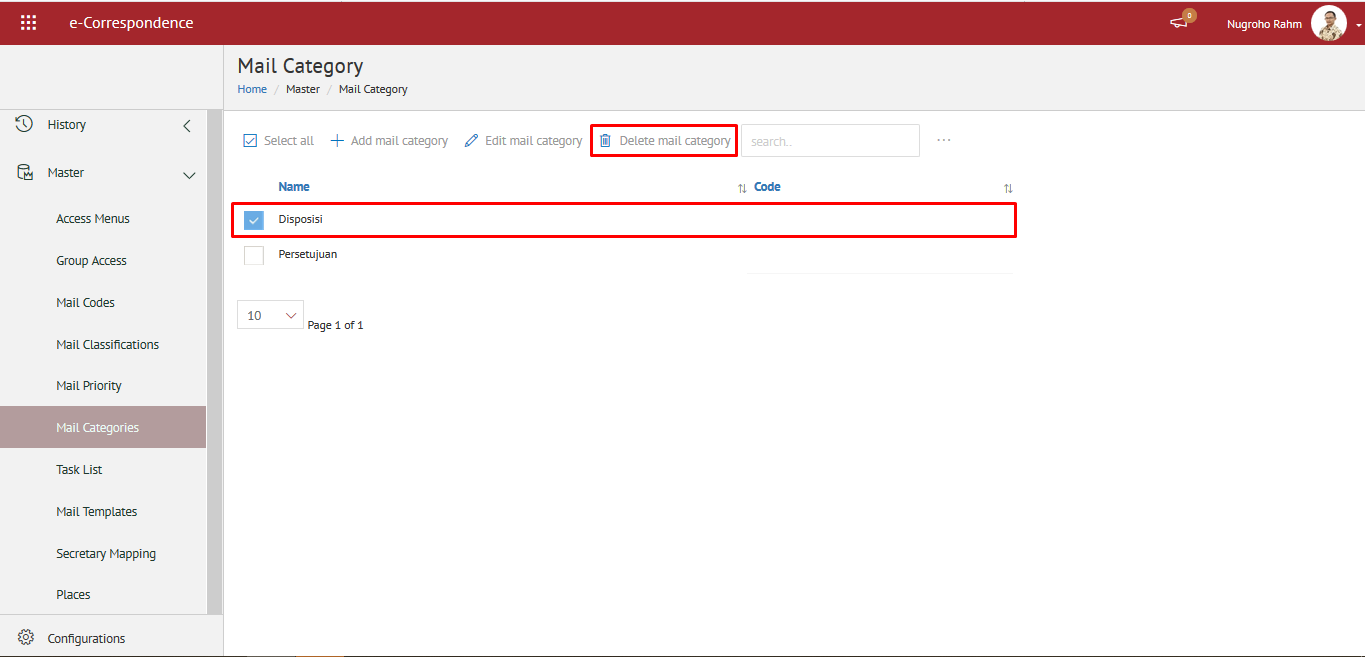 e-Correspondence
0
Nugroho Rahm
Mail Category
Home / Master / Mail Category
History
Master
Access Menus
Group Access
Mail Codes
Mail Classifications
Mail Priority
Mail Categories
Task List
Mail Templates
Secretary Mapping
Places
Configurations
Select all
Add mail category
Edit mail category
Delete mail category
search..
...
Name
Code
Disposisi
Persetujuan
10
Page 1 of 1